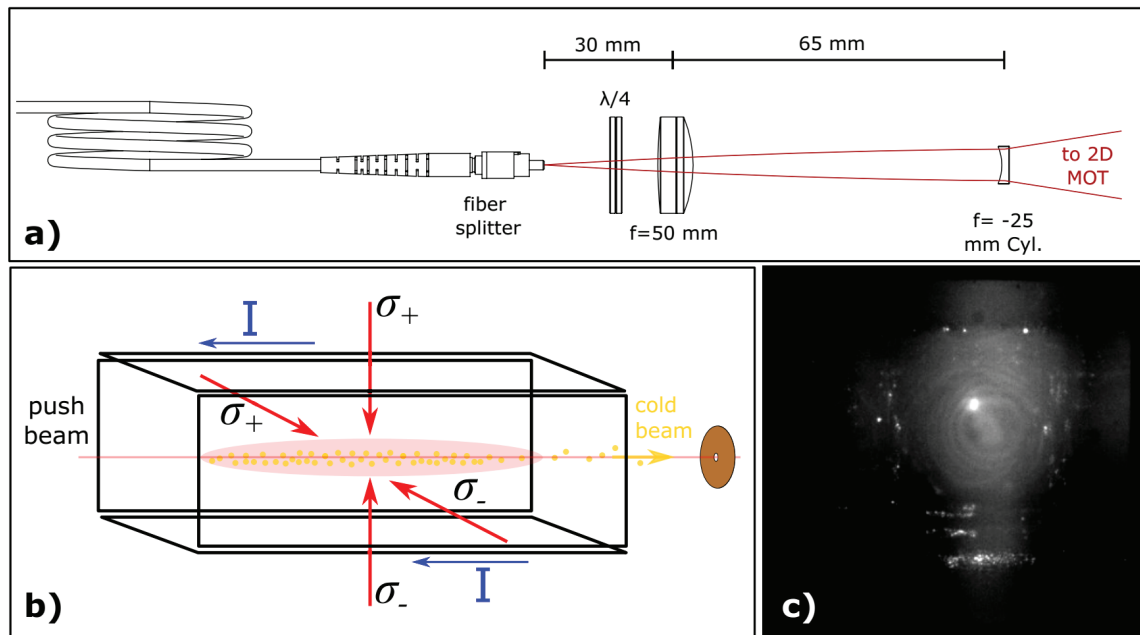 30 mm
65 mm
λ/4
fiber
splitter
f=50 mm
to 2D
MOT
f= -25
mm Cyl.
a)
I
σ+
σ+
push
beam
cold
beam
σ-
I
σ-
b)
c)